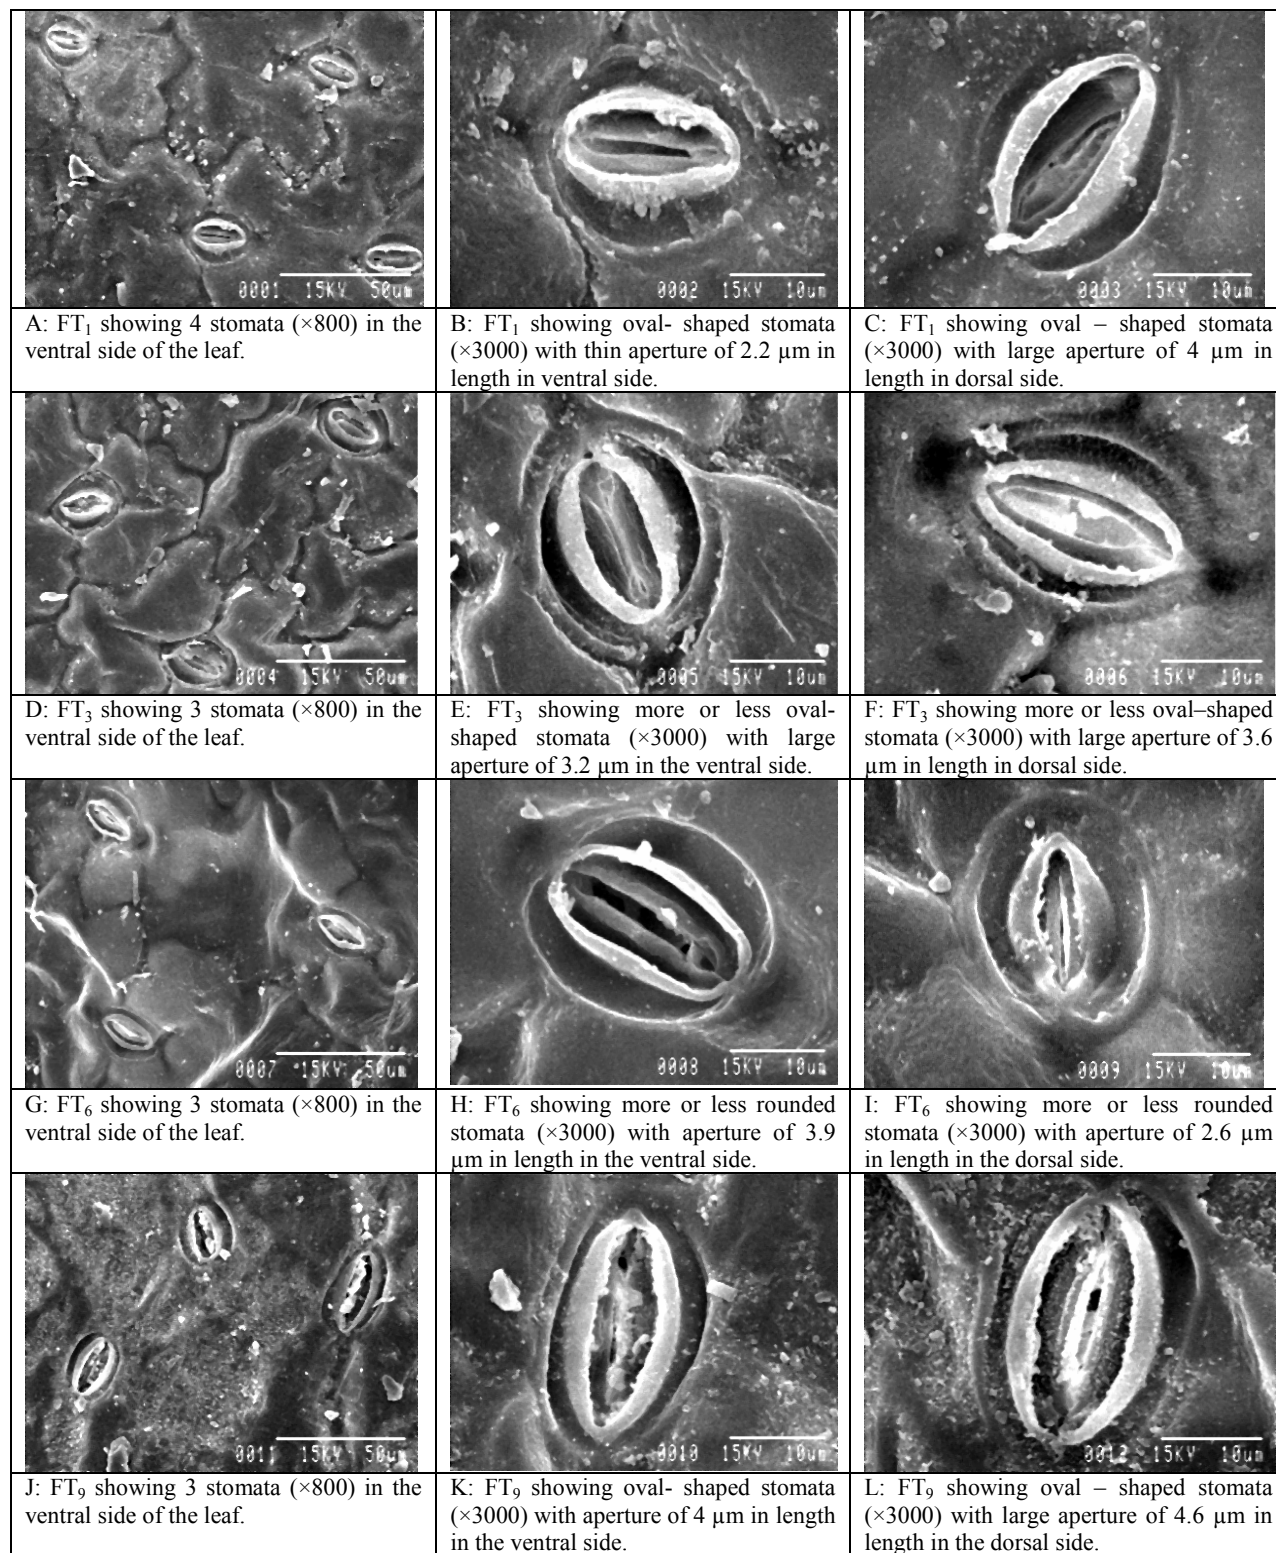 0001 15KV 50um
0002 15KV 10um
0003 15KV 10um
A: FT₁ showing 4 stomata (×800) in the
ventral side of the leaf.
B: FT₁ showing oval- shaped stomata
(×3000) with thin aperture of 2.2 µm in
length in ventral side.
C: FT₁ showing oval – shaped stomata
(×3000) with large aperture of 4 µm in
length in dorsal side.
0004 15KV 50um
0005 15KV 10um
0006 15KV 10um
D: FT₃ showing 3 stomata (×800) in the
ventral side of the leaf.
E: FT₃ showing more or less oval-
shaped stomata (×3000) with large
aperture of 3.2 µm in the ventral side.
F: FT₃ showing more or less oval–shaped
stomata (×3000) with large aperture of 3.6
µm in length in dorsal side.
0007 15KV 50um
0008 15KV 10um
0009 15KV 10um
G: FT₆ showing 3 stomata (×800) in the
ventral side of the leaf.
H: FT₆ showing more or less rounded
stomata (×3000) with aperture of 3.9
µm in length in the ventral side.
I: FT₆ showing more or less rounded
stomata (×3000) with aperture of 2.6 µm
in length in the dorsal side.
0011 15KV 50um
0010 15KV 10um
0012 15KV 10um
J: FT₉ showing 3 stomata (×800) in the
ventral side of the leaf.
K: FT₉ showing oval- shaped stomata
(×3000) with aperture of 4 µm in length
in the ventral side.
L: FT₉ showing oval – shaped stomata
(×3000) with large aperture of 4.6 µm in
length in the dorsal side.